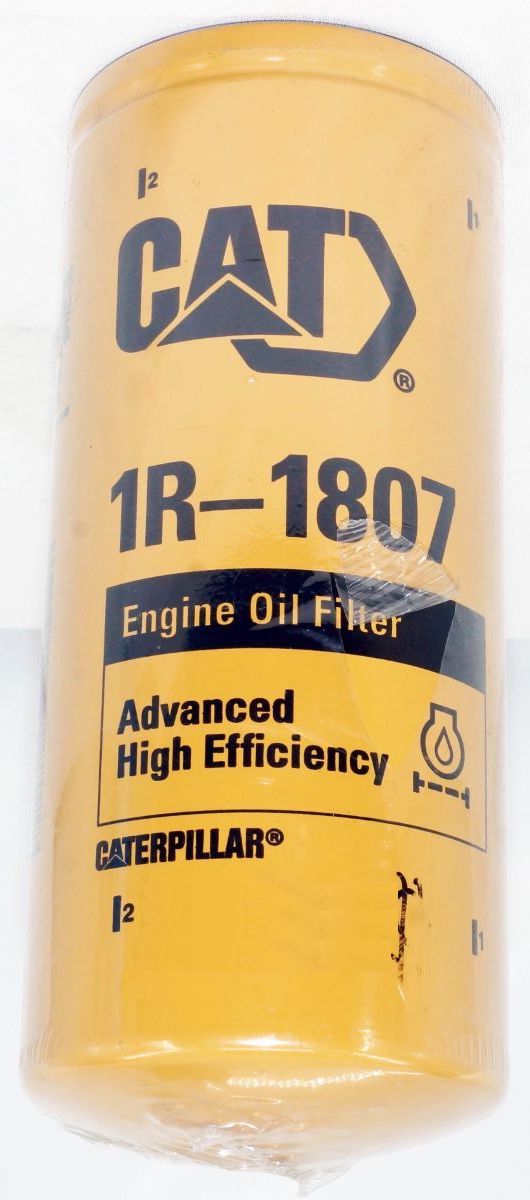 2
1
CAT®
1R-1807
Engine Oil Filter
Advanced
High Efficiency
CATERPILLAR®
2
1